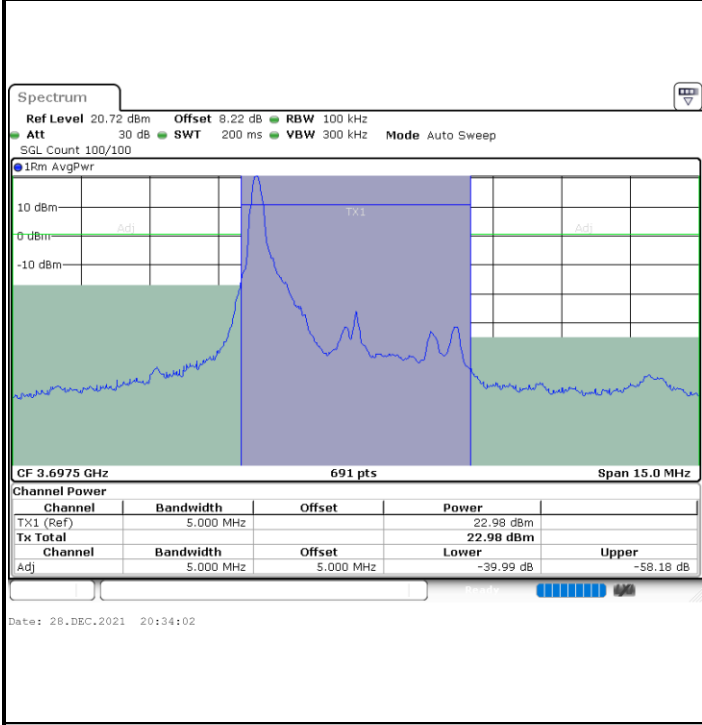 Spectrum
Ref Level 20.72 dBm Offset 8.22 dB RBW 100 kHz
Att 30 dB SWT 200 ms VBW 300 kHz Mode Auto Sweep
SGL Count 100/100
1Rm AvgPwr
10 dBm
TX1
Adj
Adj
0 dBm
-10 dBm
CF 3.6975 GHz 691 pts Span 15.0 MHz
Channel Power
Channel Bandwidth Offset Power
TX1 (Ref) 5.000 MHz 22.98 dBm
Tx Total 22.98 dBm
Channel Bandwidth Offset Lower Upper
Adj 5.000 MHz 5.000 MHz -39.99 dB -58.18 dB
Ready
Date: 28.DEC.2021 20:34:02